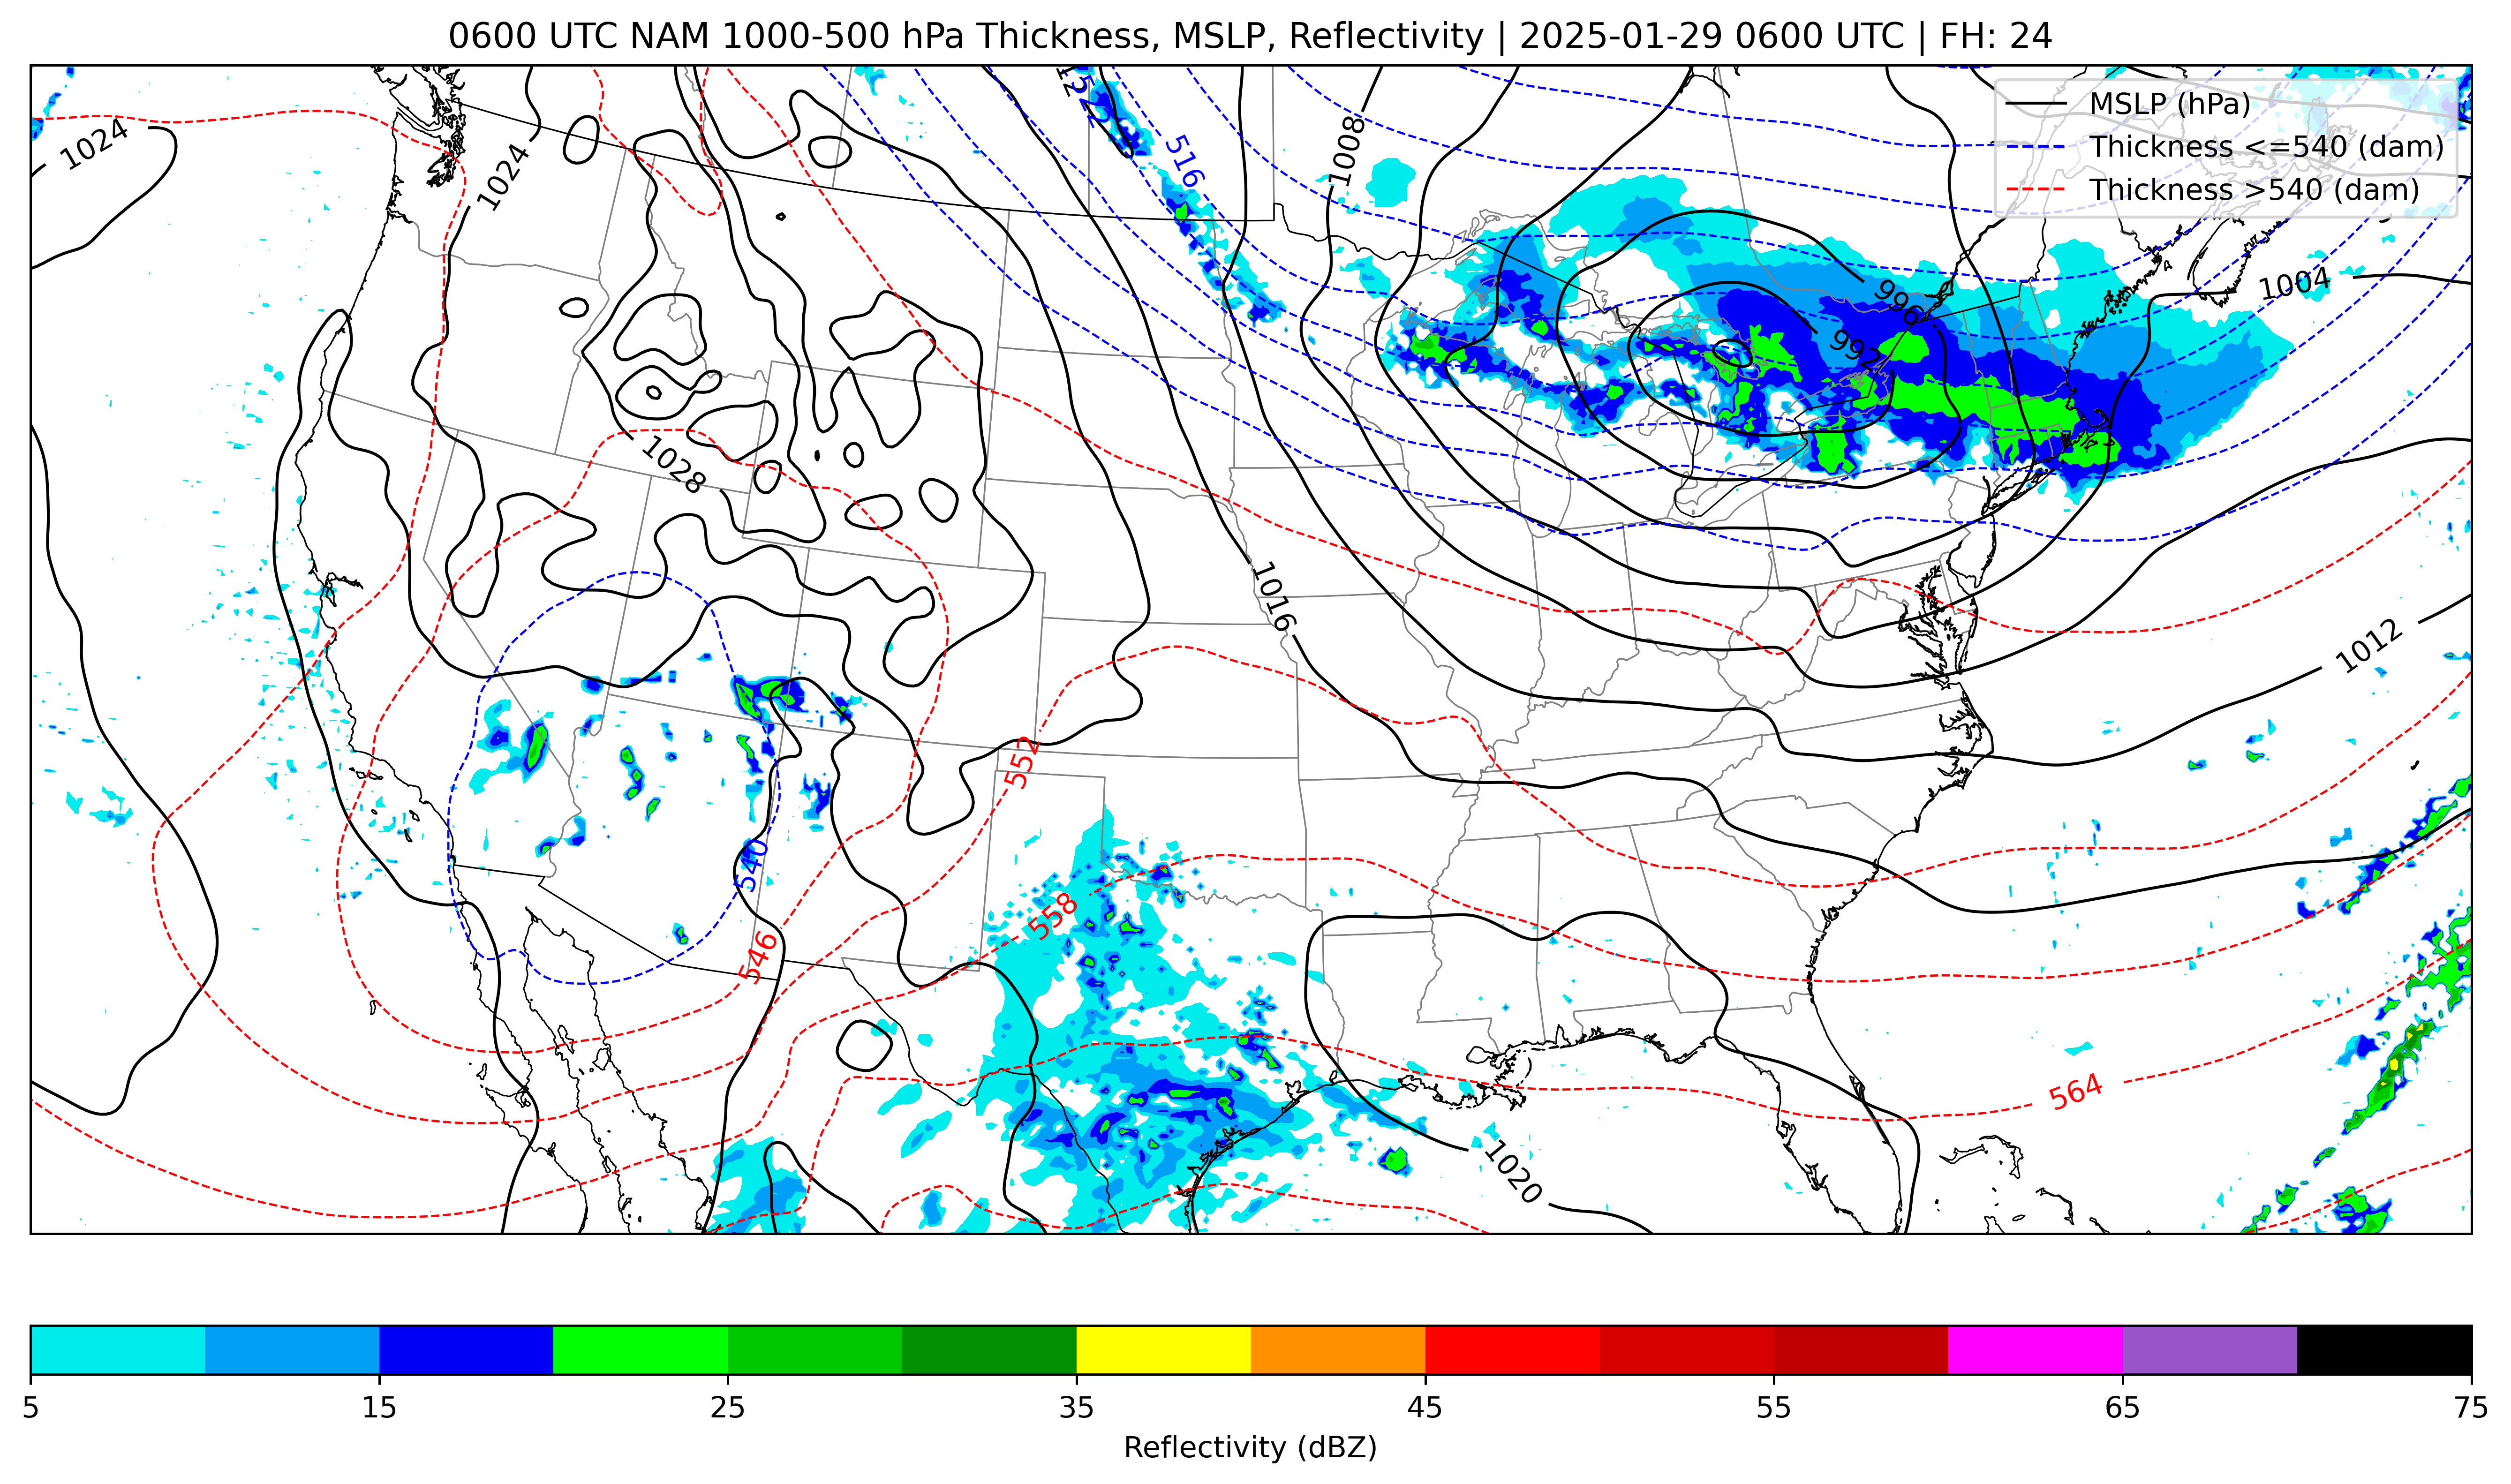 0600 UTC NAM 1000-500 hPa Thickness, MSLP, Reflectivity | 2025-01-29 0600 UTC | FH: 24
MSLP (hPa)
Thickness <=540 (dam)
Thickness >540 (dam)
1024
1024
522
516
1008
996
992
1004
1028
1016
1012
552
540
558
546
564
1020
5 15 25 35 45 55 65 75
Reflectivity (dBZ)